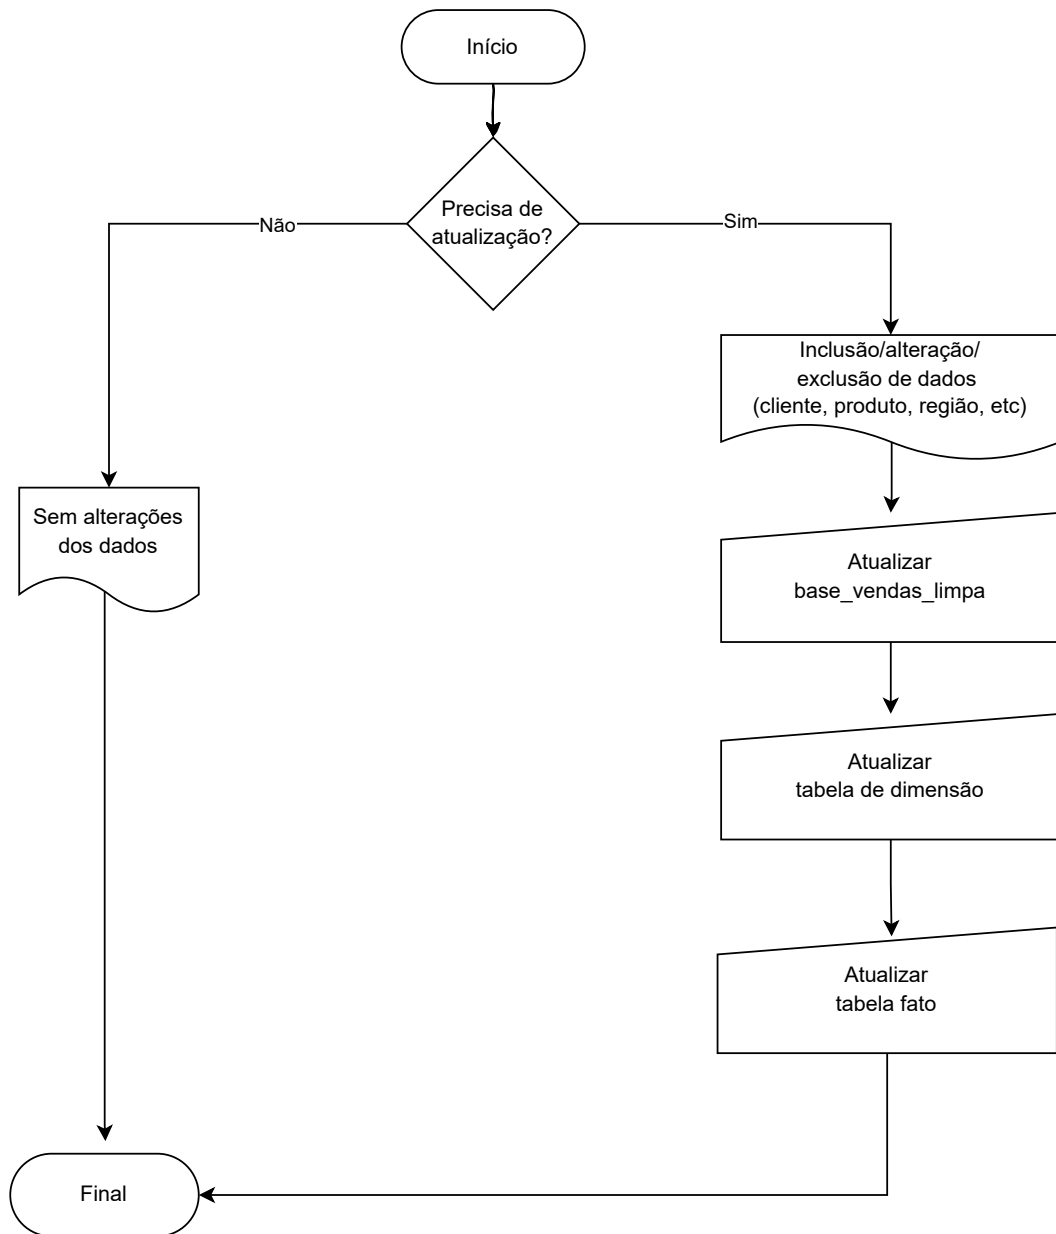 Início
Precisa de
atualização?
Não
Sim
Inclusão/alteração/
exclusão de dados
(cliente, produto, região, etc)
Sem alterações
dos dados
Atualizar
base_vendas_limpa
Atualizar
tabela de dimensão
Atualizar
tabela fato
Final